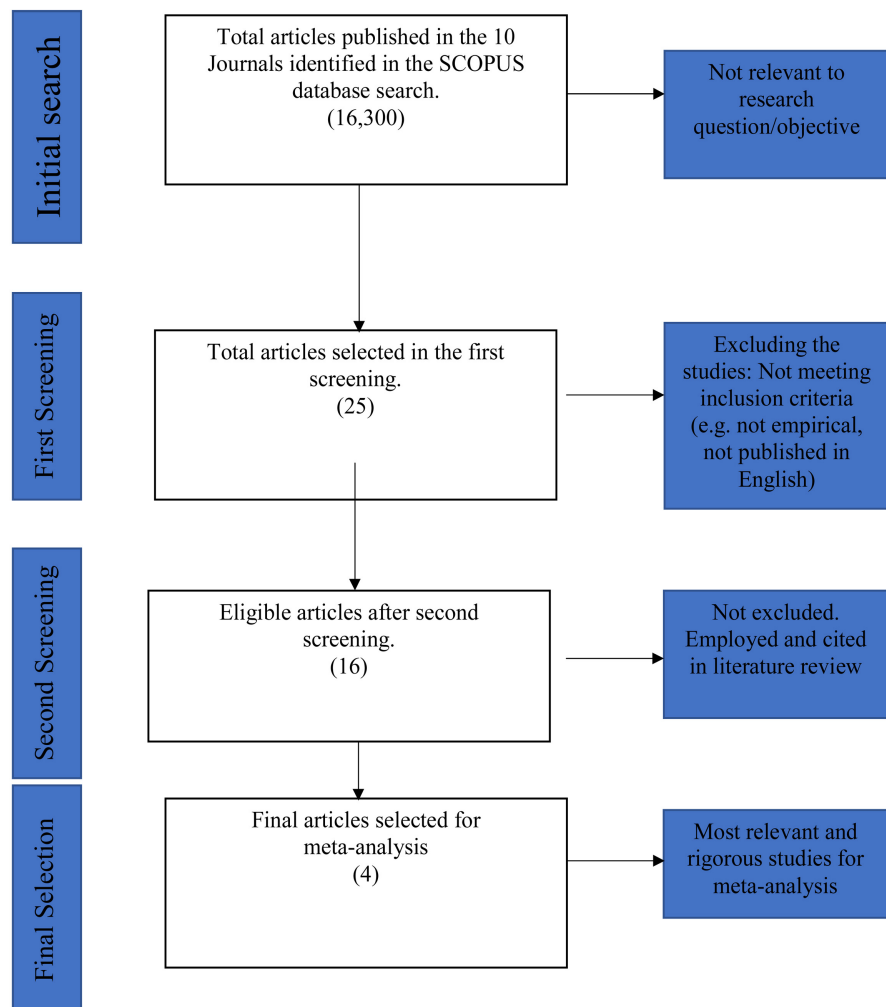 Initial search
Total articles published in the 10
Journals identified in the SCOPUS
database search.
(16,300)
Not relevant to
research
question/objective
First Screening
Total articles selected in the first
screening.
(25)
Excluding the
studies: Not meeting
inclusion criteria
(e.g. not empirical,
not published in
English)
Second Screening
Eligible articles after second
screening.
(16)
Not excluded.
Employed and cited
in literature review
Final Selection
Final articles selected for
meta-analysis
(4)
Most relevant and
rigorous studies for
meta-analysis